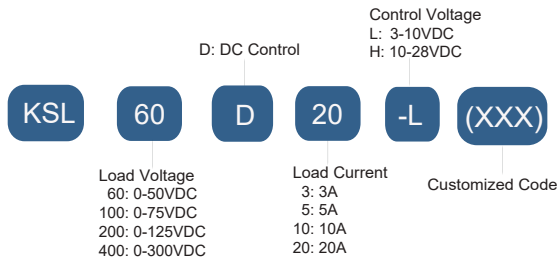 Control Voltage
L: 3-10VDC
H: 10-28VDC
D: DC Control
KSL 60 D 20 -L (XXX)
Load Voltage
60: 0-50VDC
100: 0-75VDC
200: 0-125VDC
400: 0-300VDC
Load Current
3: 3A
5: 5A
10: 10A
20: 20A
Customized Code